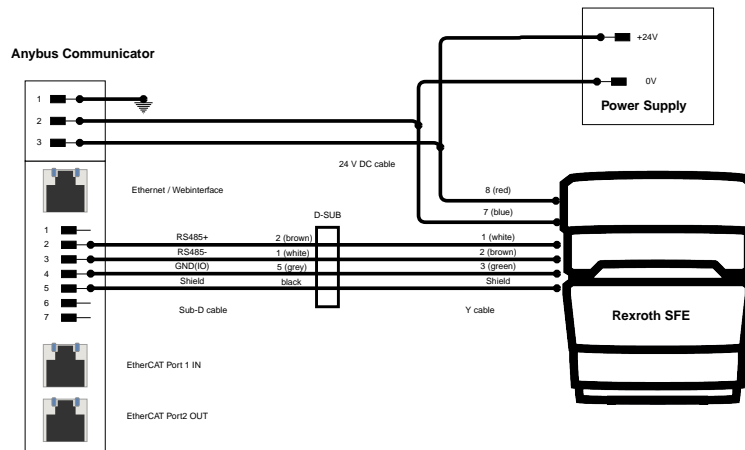 Anybus Communicator
+24V
0V
Power Supply
1
2
3
24 V DC cable
Ethernet / Webinterface
8 (red)
7 (blue)
D-SUB
1
2
RS485+
2 (brown)
1 (white)
3
RS485-
1 (white)
2 (brown)
4
GND(IO)
5 (grey)
3 (green)
5
Shield
black
Shield
6
7
Sub-D cable
Y cable
Rexroth SFE
EtherCAT Port 1 IN
EtherCAT Port2 OUT